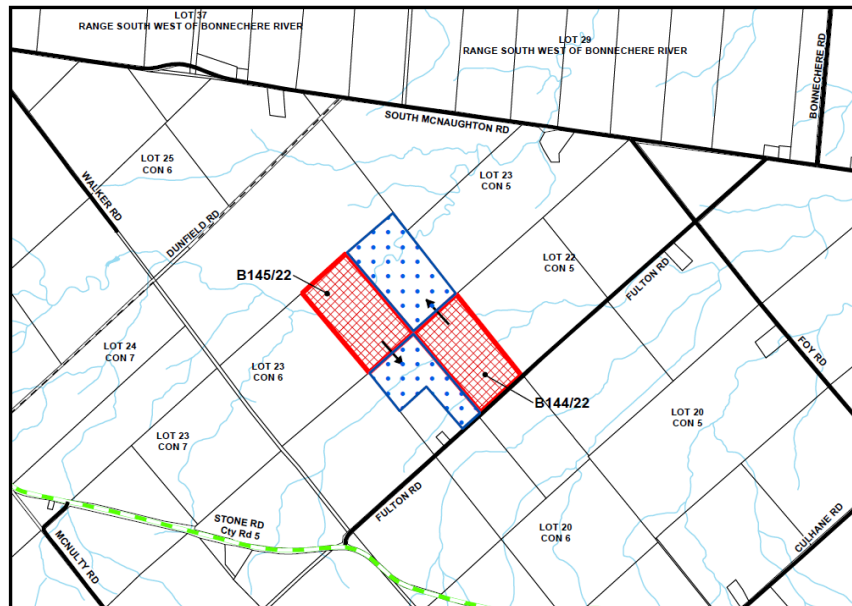 LOT 37
RANGE SOUTH WEST OF BONNECHERE RIVER
LOT 29
RANGE SOUTH WEST OF BONNECHERE RIVER
BONNECHERE RD
SOUTH MCNAUGHTON RD
LOT 25
CON 6
LOT 23
CON 5
WALKER RD
DUNFIELD RD
LOT 22
CON 5
B145/22
FULTON RD
LOT 24
CON 7
LOT 23
CON 6
FOY RD
B144/22
LOT 20
CON 5
LOT 23
CON 7
FULTON RD
STONE RD
Cty Rd 5
LOT 20
CON 6
CULHANE RD
MCNULTY RD